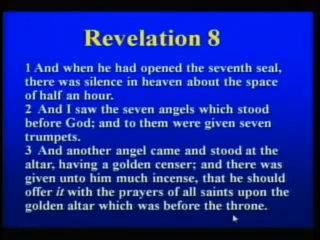 Revelation 8
1 And when he had opened the seventh seal,
there was silence in heaven about the space
of half an hour.
2 And I saw the seven angels which stood
before God; and to them were given seven
trumpets.
3 And another angel came and stood at the
altar, having a golden censer; and there was
given unto him much incense, that he should
offer it with the prayers of all saints upon the
golden altar which was before the throne.